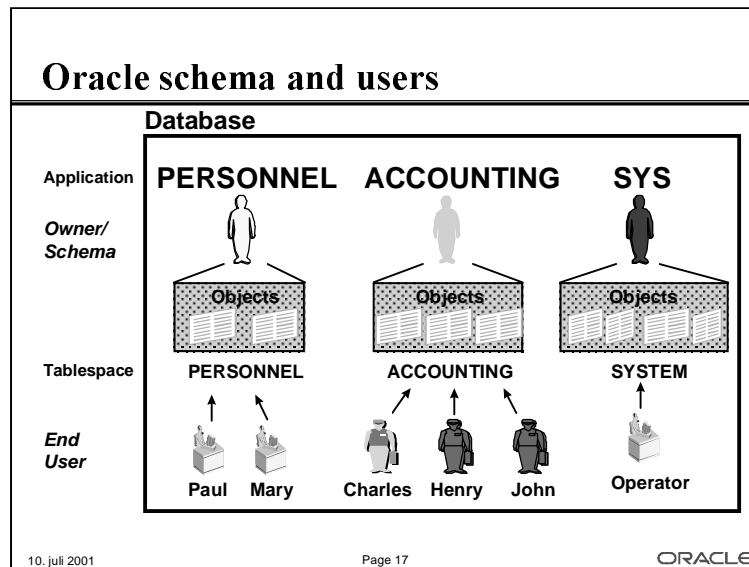 Oracle schema and users
Database
Application PERSONNEL ACCOUNTING SYS
Owner/
Schema
Objects Objects Objects
Tablespace PERSONNEL ACCOUNTING SYSTEM
End
User
Paul Mary Charles Henry John Operator
10. juli 2001 Page 17 ORACLE